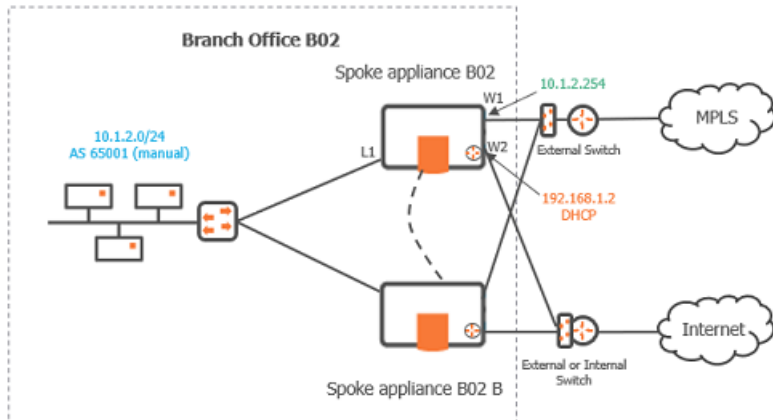 Branch Office B02
Spoke appliance B02
10.1.2.254
W1
MPLS
10.1.2.0/24
AS 65001 (manual)
L1
W2
External Switch
192.168.1.2
DHCP
Internet
External or Internal
Switch
Spoke appliance B02 B